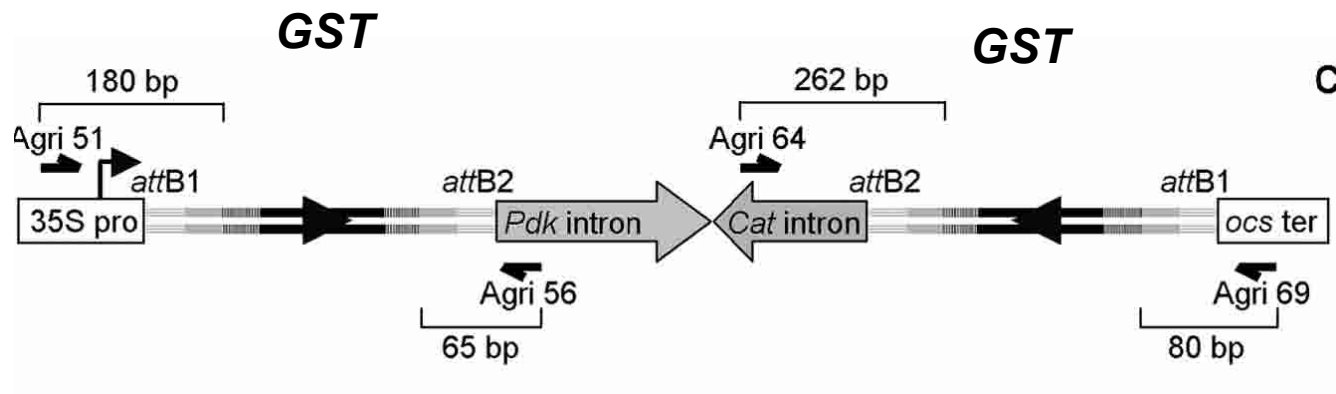 GST GST
180 bp 262 bp C
Agri 51 Agri 64
attB1 attB2 attB2 attB1
35S pro Pdk intron Cat intron ocs ter
Agri 56 Agri 69
65 bp 80 bp